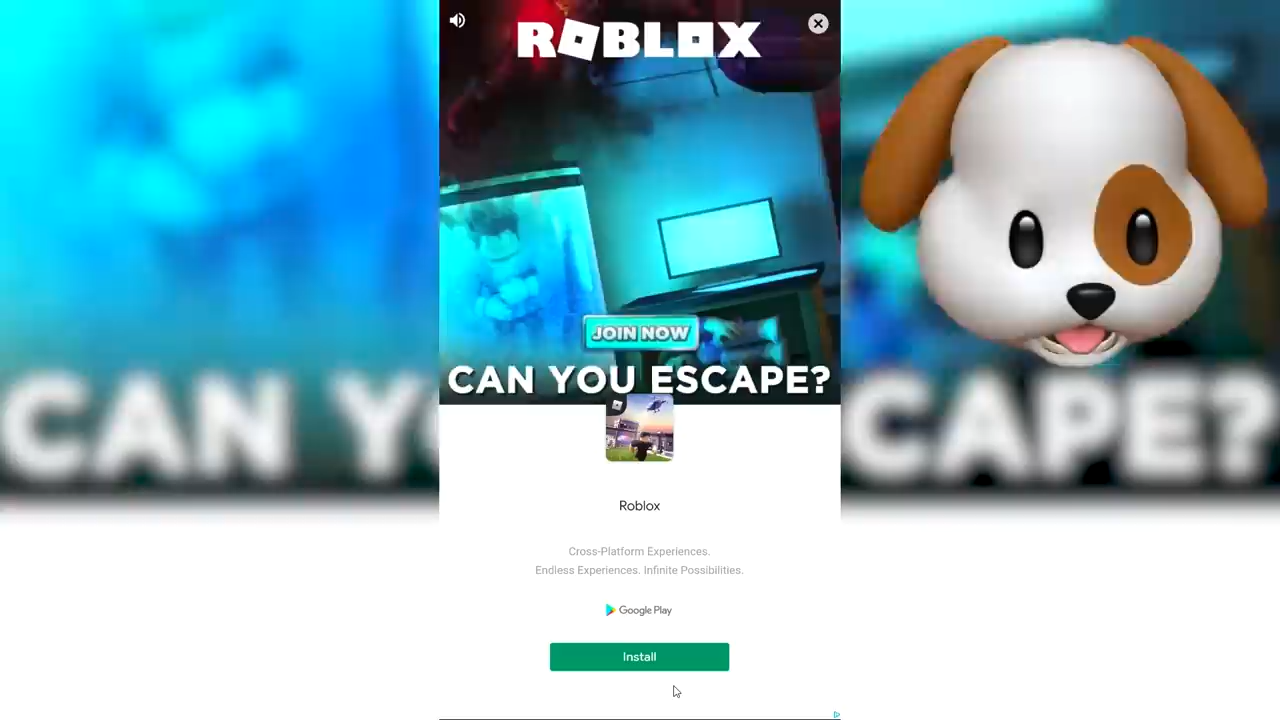 ROBLOX
JOIN NOW
CAN YOU ESCAPE?
CAN Y
CAPE?
Roblox
Cross-Platform Experiences.
Endless Experiences. Infinite Possibilities.
Google Play
Install